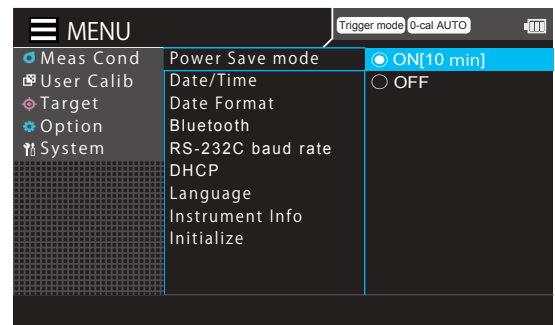 MENU
Trigger mode 0-cal AUTO
Meas Cond
User Calib
Target
Option
System
Power Save mode
Date/Time
Date Format
Bluetooth
RS-232C baud rate
DHCP
Language
Instrument Info
Initialize
ON[10 min]
OFF